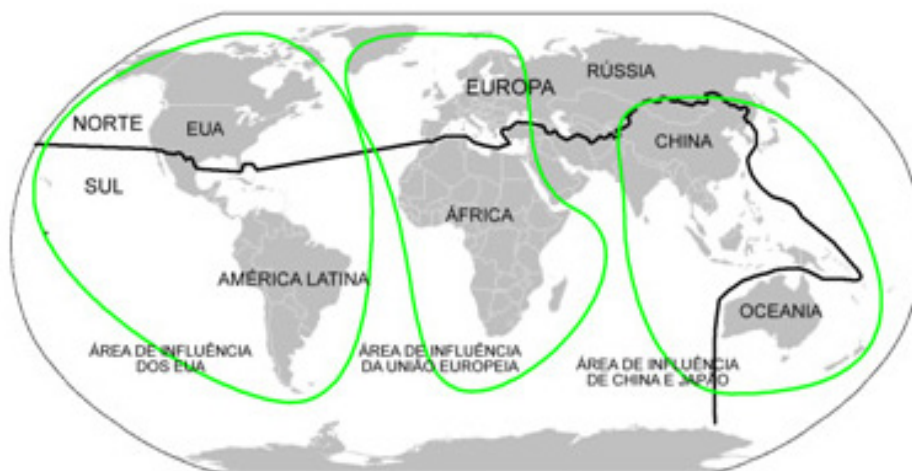 RÚSSIA
EUROPA
NORTE
EUA
CHINA
SUL
ÁFRICA
AMÉRICA LATINA
OCEANIA
ÁREA DE INFLUÊNCIA
DOS EUA
ÁREA DE INFLUÊNCIA
DA UNIÃO EUROPEIA
ÁREA DE INFLUÊNCIA
DE CHINA E JAPÃO